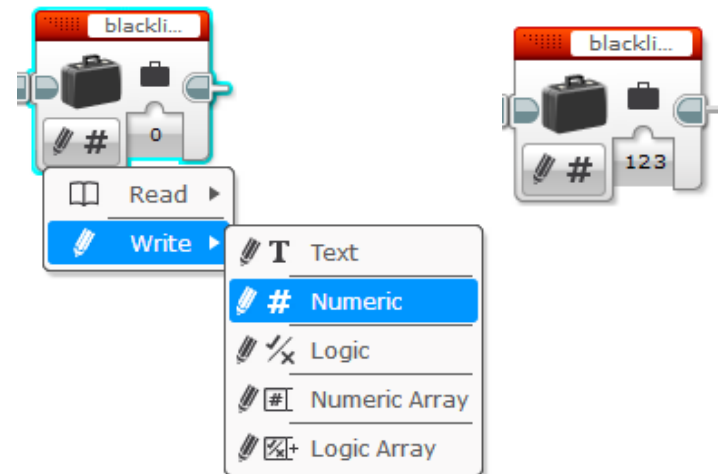 blackli...
# 0
Read
Write
T Text
# Numeric
Logic
# Numeric Array
Logic Array
blackli...
# 123